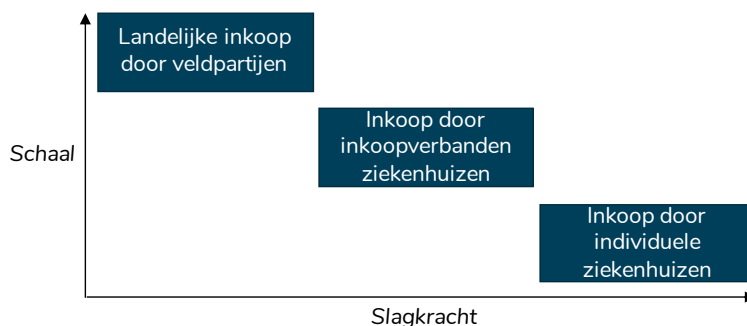 Landelijke inkoop
door veldpartijen
Inkoop door
inkoopverbanden
ziekenhuizen
Schaal
Inkoop door
individuele
ziekenhuizen
Slagkracht